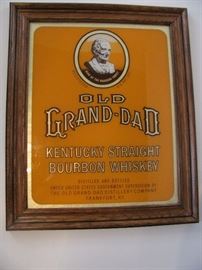 OLD
GRAND-DAD
KENTUCKY STRAIGHT
BOURBON WHISKEY
DISTILLED AND BOTTLED
UNDER UNITED STATES GOVERNMENT SUPERVISION BY
THE OLD GRAND-DAD DISTILLERY COMPANY
FRANKFORT, KY.